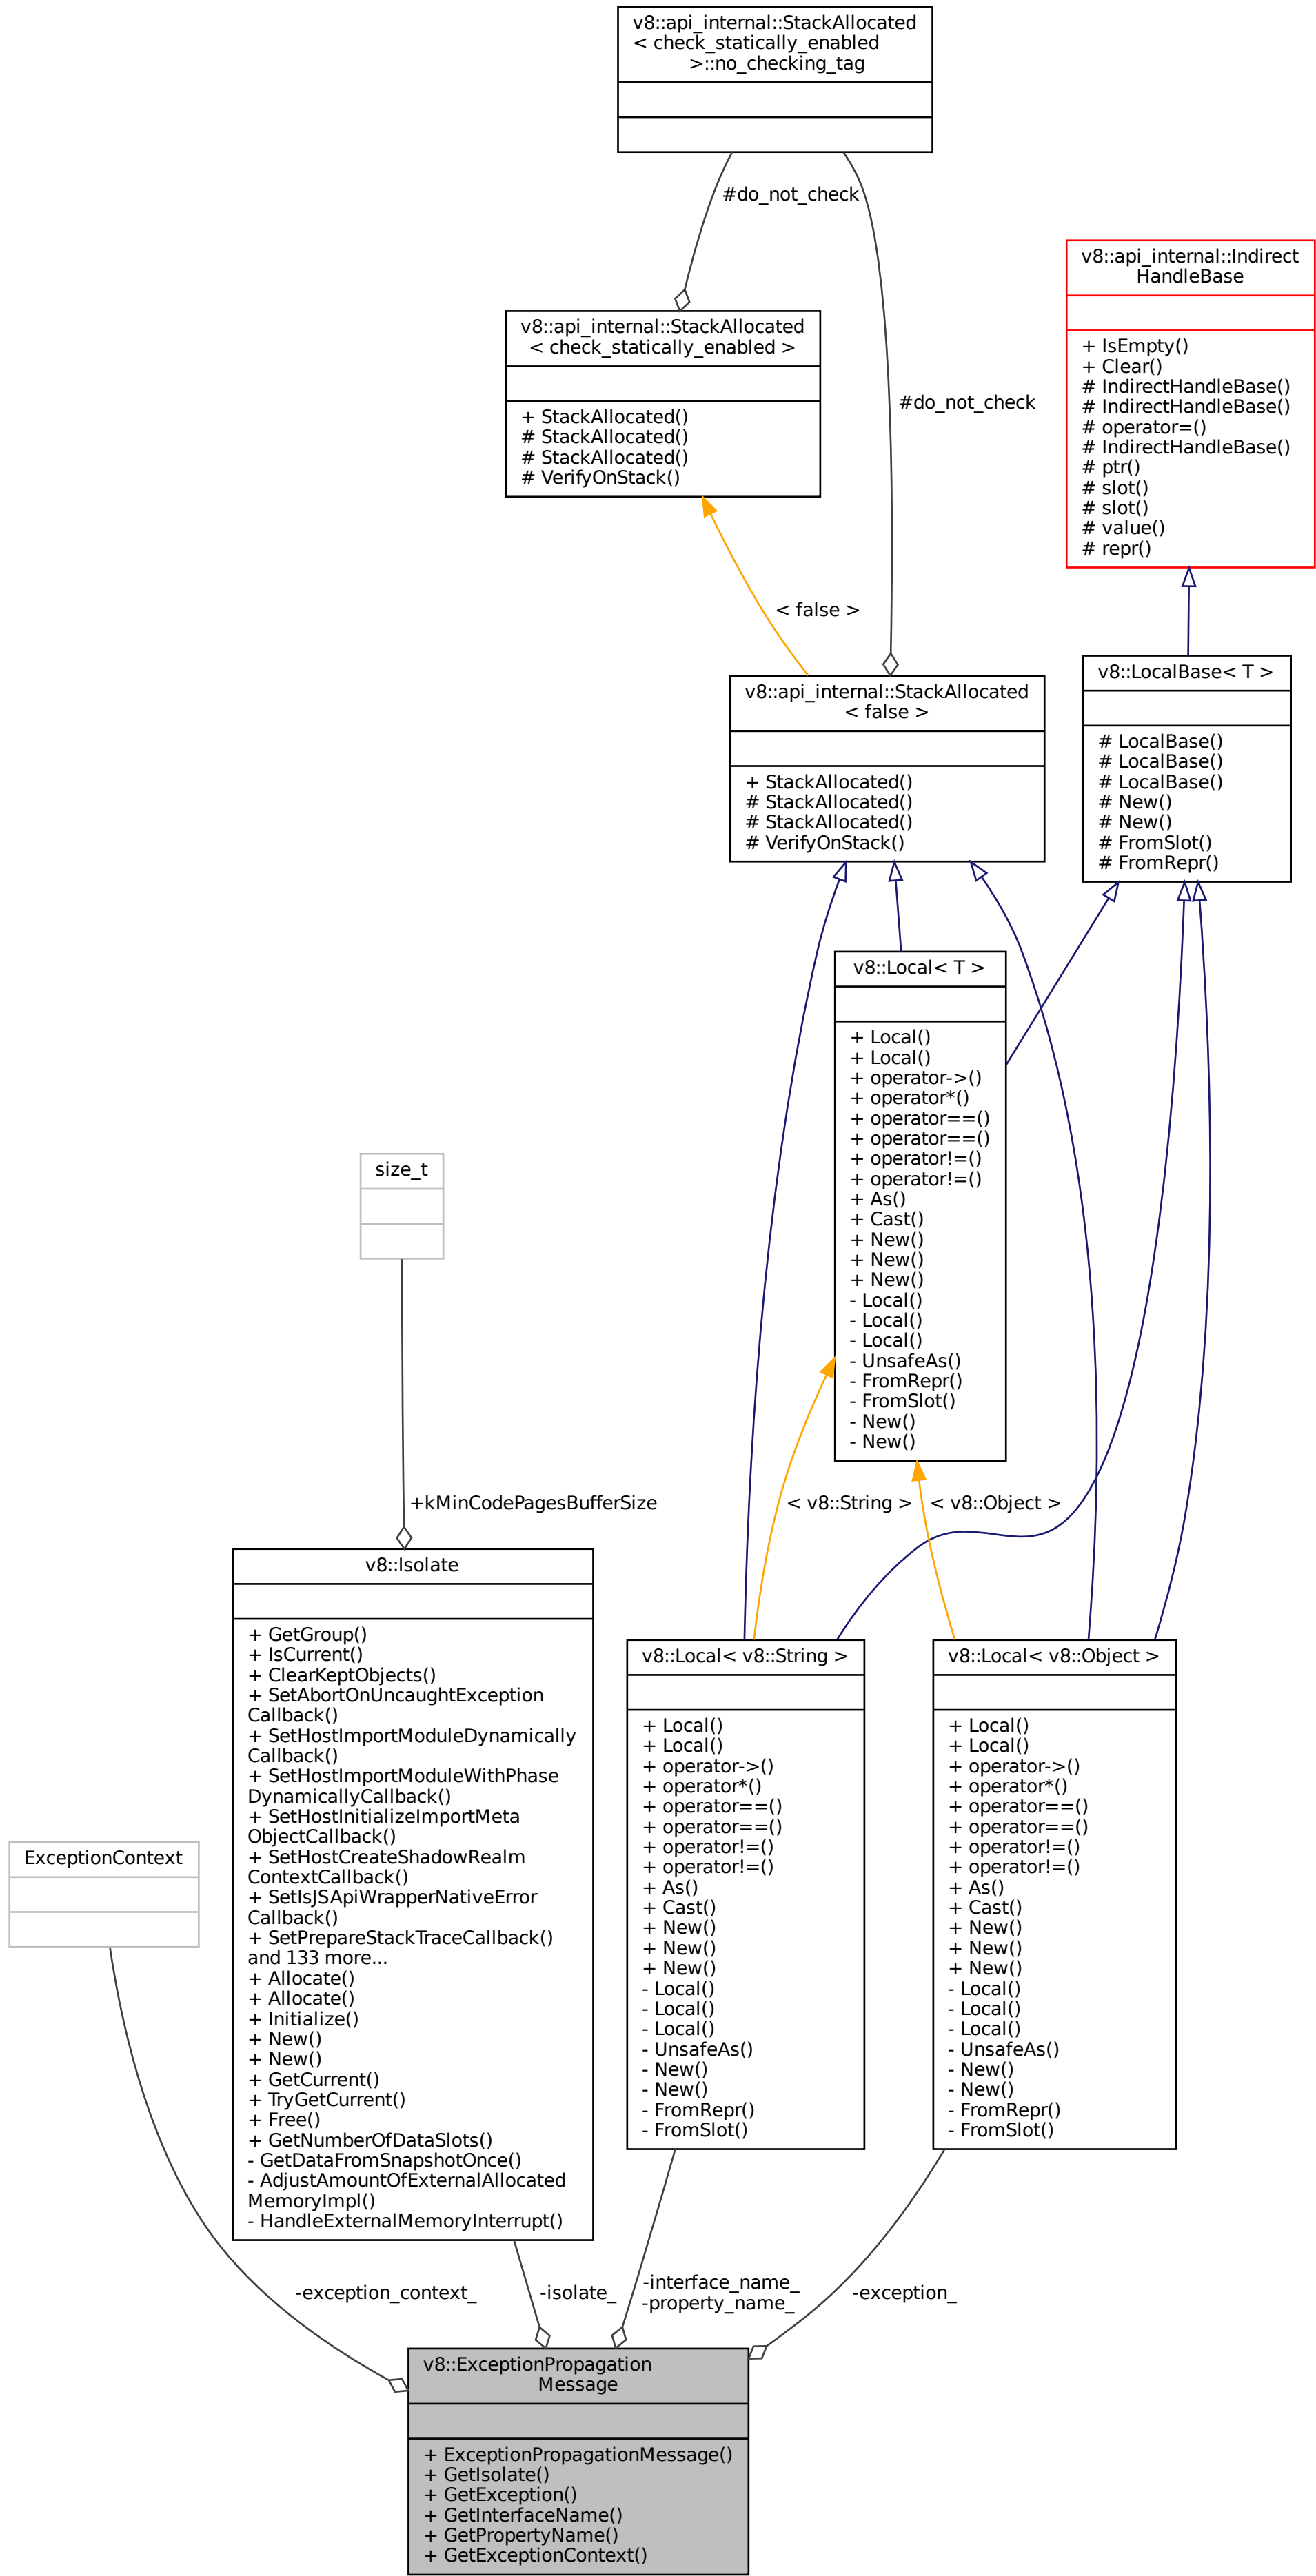 v8::api_internal::StackAllocated
< check_statically_enabled
>::no_checking_tag
#do_not_check
v8::api_internal::Indirect
HandleBase
+ IsEmpty()
+ Clear()
# IndirectHandleBase()
# IndirectHandleBase()
# operator=()
# IndirectHandleBase()
# ptr()
# slot()
# slot()
# value()
# repr()
v8::api_internal::StackAllocated
< check_statically_enabled >
+ StackAllocated()
# StackAllocated()
# StackAllocated()
# VerifyOnStack()
#do_not_check
< false >
v8::api_internal::StackAllocated
< false >
+ StackAllocated()
# StackAllocated()
# StackAllocated()
# VerifyOnStack()
v8::LocalBase< T >
# LocalBase()
# LocalBase()
# LocalBase()
# New()
# New()
# FromSlot()
# FromRepr()
v8::Local< T >
+ Local()
+ Local()
+ operator->()
+ operator*()
+ operator==()
+ operator==()
+ operator!=()
+ operator!=()
+ As()
+ Cast()
+ New()
+ New()
+ New()
- Local()
- Local()
- Local()
- UnsafeAs()
- FromRepr()
- FromSlot()
- New()
- New()
size_t
+kMinCodePagesBufferSize
< v8::String >
< v8::Object >
v8::Isolate
+ GetGroup()
+ IsCurrent()
+ ClearKeptObjects()
+ SetAbortOnUncaughtException
Callback()
+ SetHostImportModuleDynamically
Callback()
+ SetHostImportModuleWithPhase
DynamicallyCallback()
+ SetHostInitializeImportMeta
ObjectCallback()
+ SetHostCreateShadowRealm
ContextCallback()
+ SetIsJSApiWrapperNativeError
Callback()
+ SetPrepareStackTraceCallback()
and 133 more...
+ Allocate()
+ Allocate()
+ Initialize()
+ New()
+ New()
+ GetCurrent()
+ TryGetCurrent()
+ Free()
+ GetNumberOfDataSlots()
- GetDataFromSnapshotOnce()
- AdjustAmountOfExternalAllocated
MemoryImpl()
- HandleExternalMemoryInterrupt()
v8::Local< v8::String >
+ Local()
+ Local()
+ operator->()
+ operator*()
+ operator==()
+ operator==()
+ operator!=()
+ operator!=()
+ As()
+ Cast()
+ New()
+ New()
+ New()
- Local()
- Local()
- Local()
- UnsafeAs()
- New()
- New()
- FromRepr()
- FromSlot()
v8::Local< v8::Object >
+ Local()
+ Local()
+ operator->()
+ operator*()
+ operator==()
+ operator==()
+ operator!=()
+ operator!=()
+ As()
+ Cast()
+ New()
+ New()
+ New()
- Local()
- Local()
- Local()
- UnsafeAs()
- New()
- New()
- FromRepr()
- FromSlot()
ExceptionContext
-exception_context_
-isolate_
-interface_name_
-property_name_
-exception_
v8::ExceptionPropagation
Message
+ ExceptionPropagationMessage()
+ GetIsolate()
+ GetException()
+ GetInterfaceName()
+ GetPropertyName()
+ GetExceptionContext()